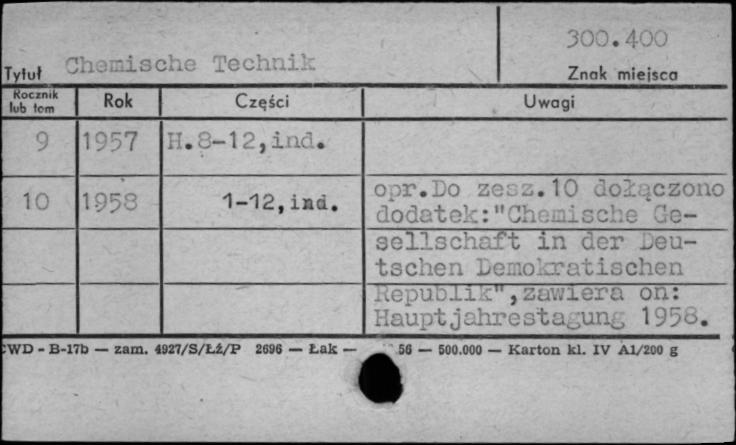 300.400
Tytuł Chemische Technik
Znak miejsca
Rocznik lub tom Rok Części Uwagi
9 1957 H.8-12,ind.
10 1958 1-12,ind. opr.Do zesz.10 dołączono
dodatek:"Chemische Ge-
sellschaft in der Deu-
tschen Demokratischen
Republik",zawiera on:
Hauptjahrestagung 1958.
CWD - B-17b — zam. 4927/S/Łż/P 2696 — Łak — 56 — 500.000 — Karton kl. IV A1/200 g